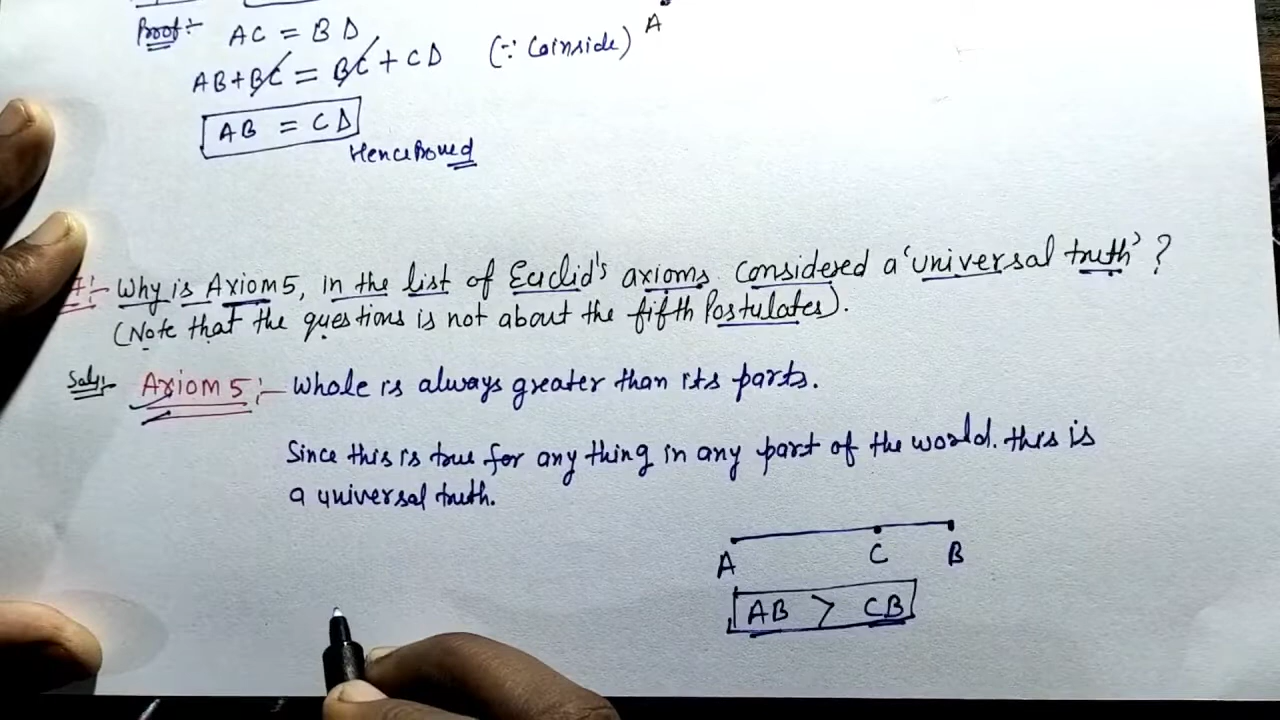 Proof:- AC = BD
A
AB+BC = BC + CD (∵ Coinside)
AB = CD
Hence Proved
7:- Why is Axiom 5, in the list of Euclid's axioms. Considered a 'universal truth' ?
(Note that the questions is not about the fifth Postulates).
Soln:- Axiom 5:- Whole is always greater than its parts.
Since this is true for any thing in any part of the world. this is
a universal truth.
A C B
AB > CB